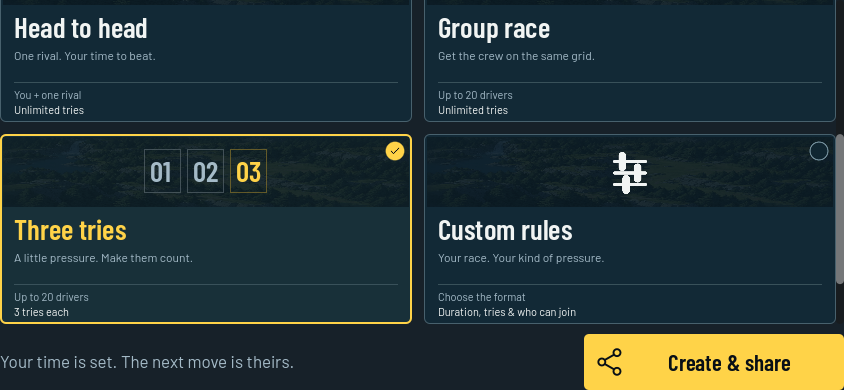 Head to head
One rival. Your time to beat.
You + one rival
Unlimited tries
Group race
Get the crew on the same grid.
Up to 20 drivers
Unlimited tries
01 02 03
Three tries
A little pressure. Make them count.
Up to 20 drivers
3 tries each
Custom rules
Your race. Your kind of pressure.
Choose the format
Duration, tries & who can join
Your time is set. The next move is theirs.
Create & share